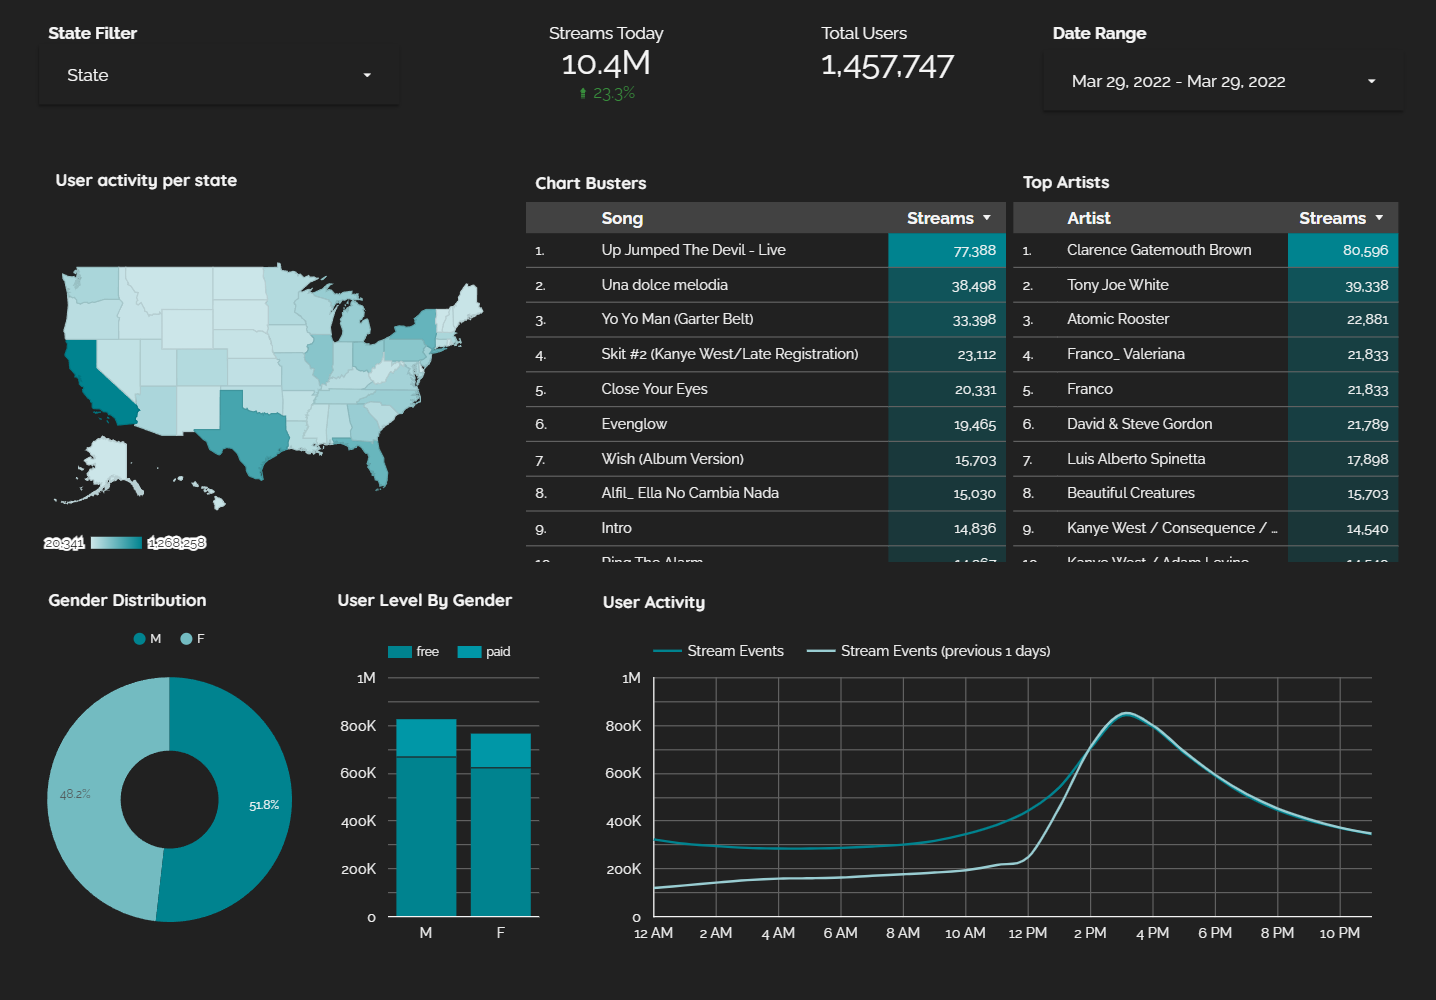 State Filter
State
Streams Today
10.4M
23.3%
Total Users
1,457,747
Date Range
Mar 29, 2022 - Mar 29, 2022
User activity per state
20,341 1,268,258
Chart Busters
Song Streams
1. Up Jumped The Devil - Live 77,388
2. Una dolce melodia 38,498
3. Yo Yo Man (Garter Belt) 33,398
4. Skit #2 (Kanye West/Late Registration) 23,112
5. Close Your Eyes 20,331
6. Evenglow 19,465
7. Wish (Album Version) 15,703
8. Alfil_ Ella No Cambia Nada 15,030
9. Intro 14,836
10. Ring The Alarm
Top Artists
Artist Streams
1. Clarence Gatemouth Brown 80,596
2. Tony Joe White 39,338
3. Atomic Rooster 22,881
4. Franco_ Valeriana 21,833
5. Franco 21,833
6. David & Steve Gordon 21,789
7. Luis Alberto Spinetta 17,898
8. Beautiful Creatures 15,703
9. Kanye West / Consequence / ... 14,540
10. Kanye West / Adam Levine
Gender Distribution
M F
48.2%
51.8%
User Level By Gender
free paid
1M
800K
600K
400K
200K
0
M F
User Activity
Stream Events Stream Events (previous 1 days)
1M
800K
600K
400K
200K
0
12 AM 2 AM 4 AM 6 AM 8 AM 10 AM 12 PM 2 PM 4 PM 6 PM 8 PM 10 PM